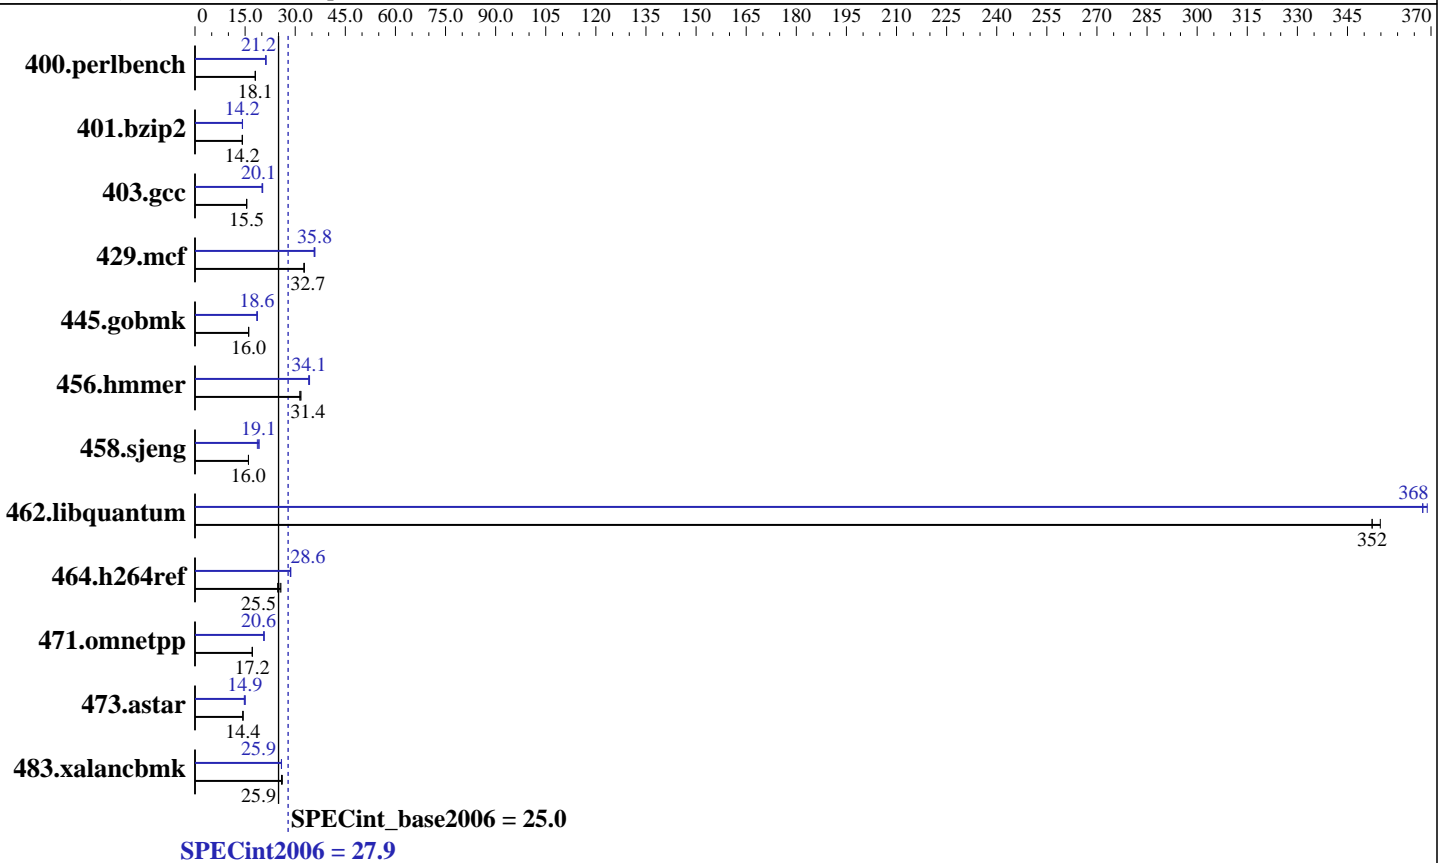 0 15.0 30.0 45.0 60.0 75.0 90.0 105 120 135 150 165 180 195 210 225 240 255 270 285 300 315 330 345 370
21.2
400.perlbench
18.1
14.2
401.bzip2
14.2
20.1
403.gcc
15.5
35.8
429.mcf
32.7
18.6
445.gobmk
16.0
34.1
456.hmmer
31.4
19.1
458.sjeng
16.0
368
462.libquantum
352
28.6
464.h264ref
25.5
20.6
471.omnetpp
17.2
14.9
473.astar
14.4
25.9
483.xalancbmk
25.9
SPECint_base2006 = 25.0
SPECint2006 = 27.9